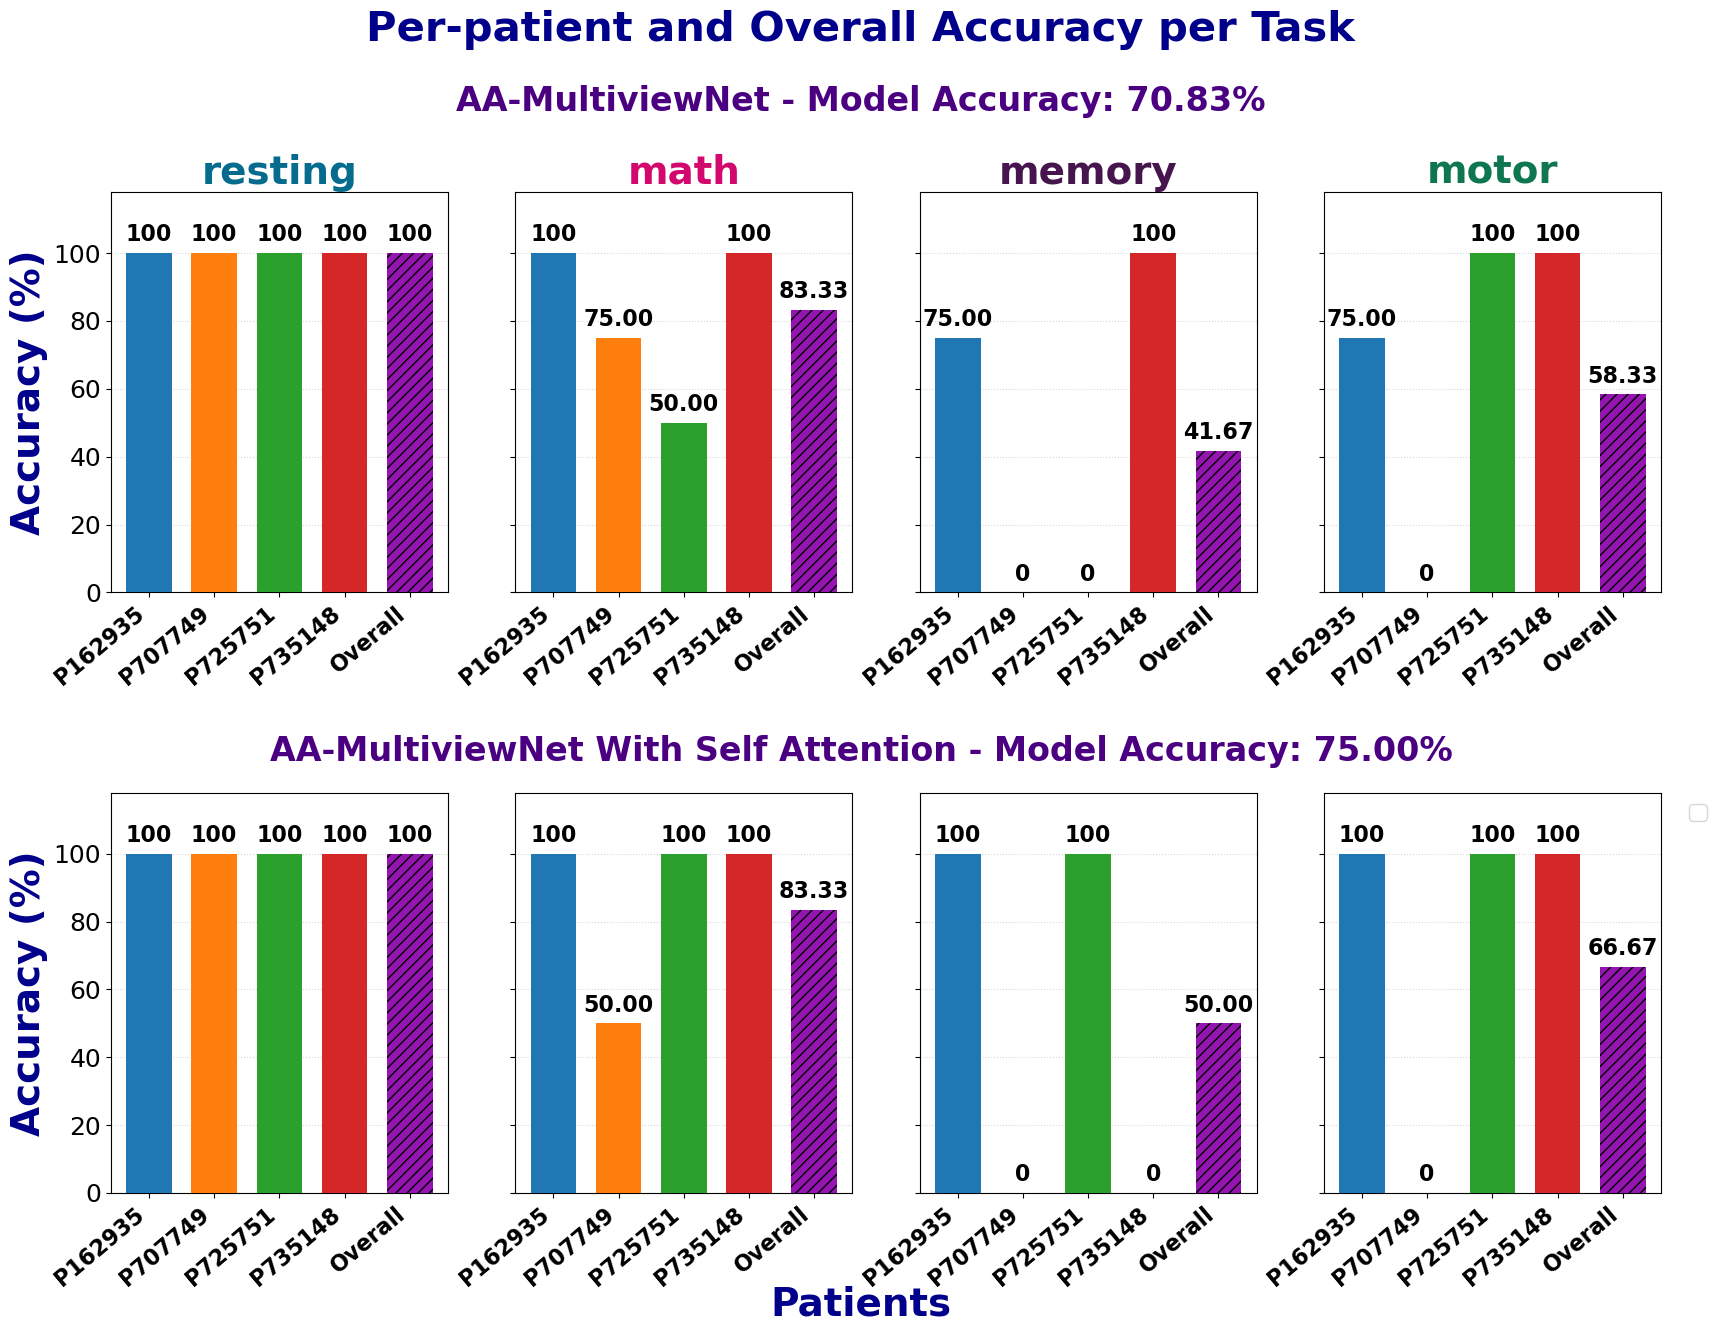 Per-patient and Overall Accuracy per Task
AA-MultiviewNet - Model Accuracy: 70.83%
resting math memory motor
Accuracy (%)
100
80
60
40
20
0
100 100 100 100 100
100 75.00 50.00 100 83.33
75.00 0 0 100 41.67
75.00 0 100 100 58.33
P162935 P707749 P725751 P735148 Overall
P162935 P707749 P725751 P735148 Overall
P162935 P707749 P725751 P735148 Overall
P162935 P707749 P725751 P735148 Overall
AA-MultiviewNet With Self Attention - Model Accuracy: 75.00%
Accuracy (%)
100
80
60
40
20
0
100 100 100 100 100
100 50.00 100 100 83.33
100 0 100 0 50.00
100 0 100 100 66.67
P162935 P707749 P725751 P735148 Overall
P162935 P707749 P725751 P735148 Overall
P162935 P707749 P725751 P735148 Overall
P162935 P707749 P725751 P735148 Overall
Patients